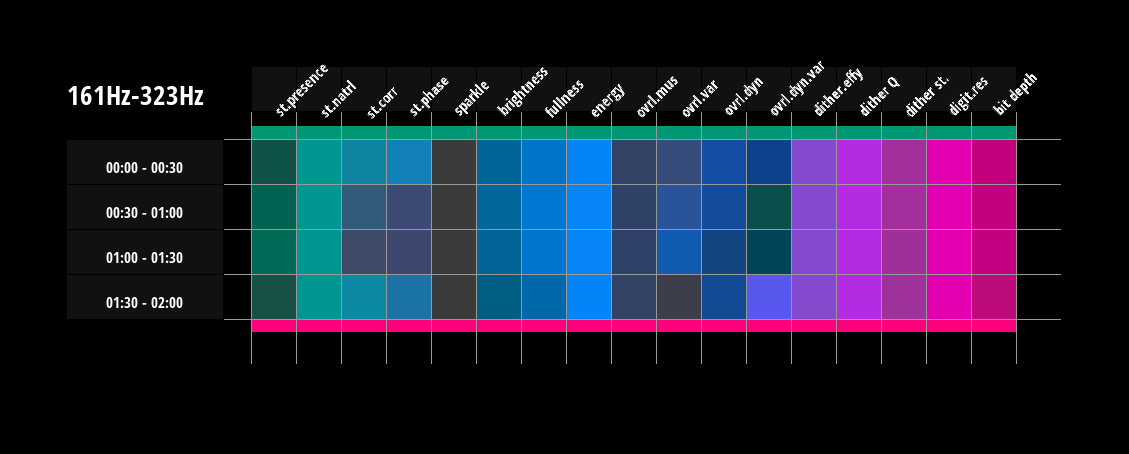 161Hz-323Hz
st.presence
st.natrl
st.corr
st.phase
sparkle
brightness
fullness
energy
ovrl.mus
ovrl.var
ovrl.dyn
ovrl.dyn.var
dither.effy
dither Q
dither st.
digit.res
bit depth
00:00 - 00:30
00:30 - 01:00
01:00 - 01:30
01:30 - 02:00